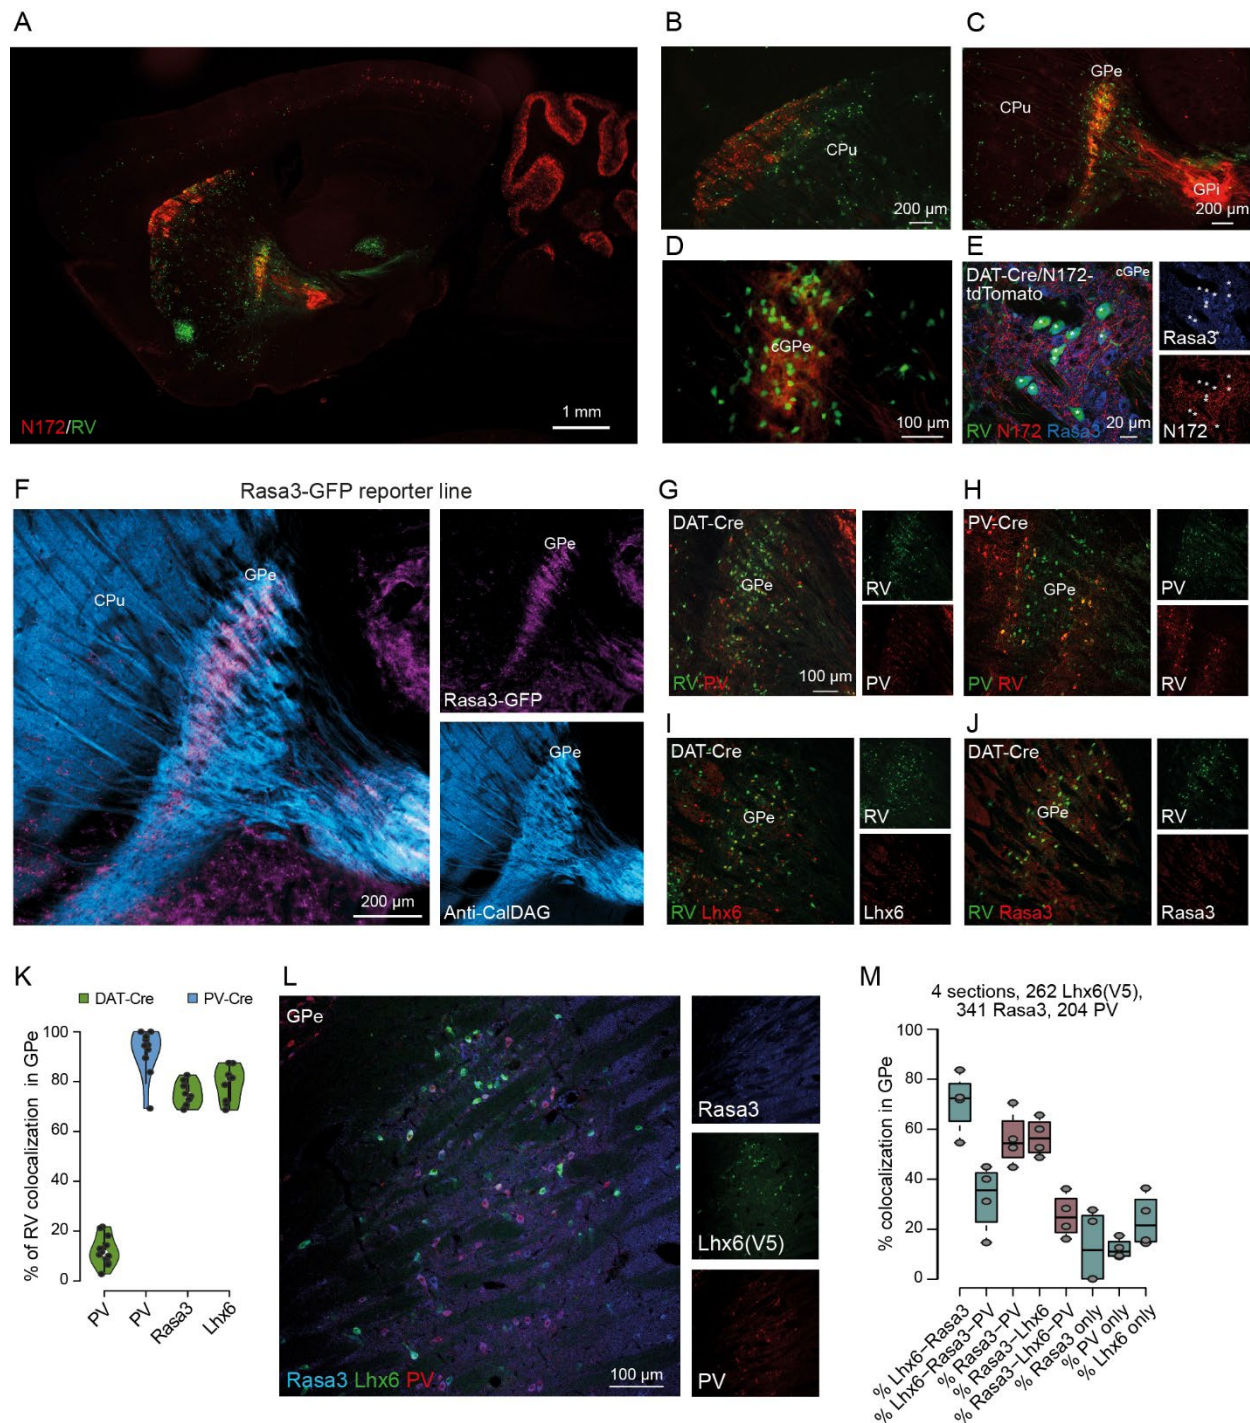 A
N172/RV
1 mm
B
CPu
200 µm
C
GPe
CPu
GPi
200 µm
D
cGPe
100 µm
E
DAT-Cre/N172-
tdTomato
cGPe
RV N172 Rasa3
20 µm
Rasa3
N172
F
Rasa3-GFP reporter line
GPe
CPu
200 µm
GPe
Rasa3-GFP
GPe
Anti-CalDAG
G
DAT-Cre
GPe
RV PV
100 µm
RV
PV
H
PV-Cre
GPe
PV RV
PV
RV
I
DAT-Cre
GPe
RV Lhx6
RV
Lhx6
J
DAT-Cre
GPe
RV Rasa3
RV
Rasa3
K
DAT-Cre
PV-Cre
% of RV colocalization in GPe
100
80
60
40
20
0
PV
PV
Rasa3
Lhx6
L
GPe
Rasa3 Lhx6 PV
100 µm
Rasa3
Lhx6(V5)
PV
M
4 sections, 262 Lhx6(V5),
341 Rasa3, 204 PV
% colocalization in GPe
100
80
60
40
20
0
% Lhx6–Rasa3
% Lhx6–Rasa3–PV
% Rasa3–PV
% Rasa3–Lhx6
% Rasa3–Lhx6–PV
% Rasa3 only
% PV only
% Lhx6 only